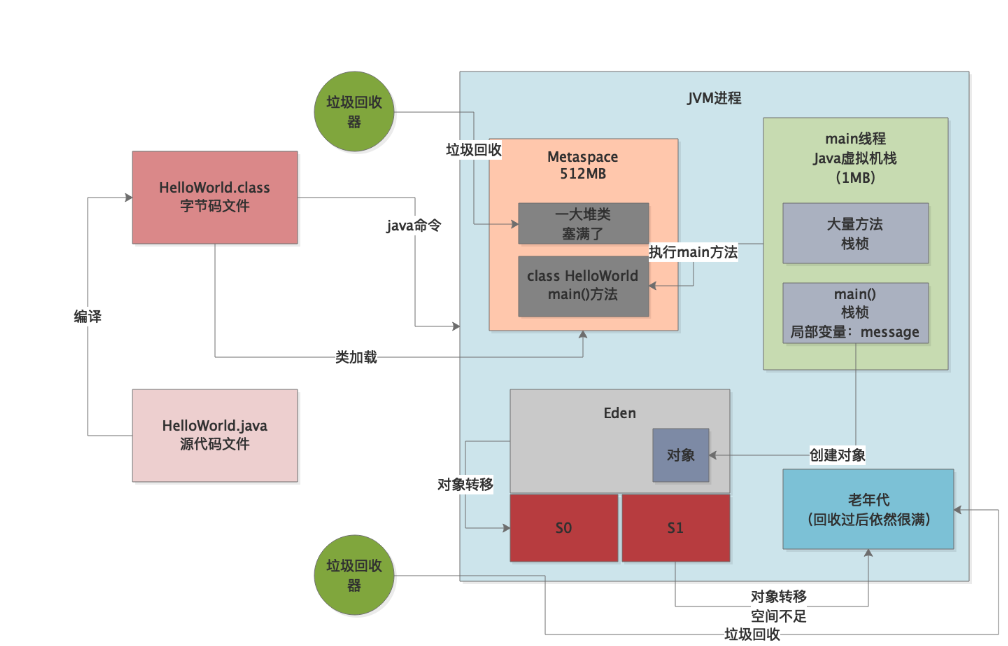 JVM进程
垃圾回收
器
垃圾回收
Metaspace
512MB
一大堆类
塞满了
class HelloWorld
main()方法
main线程
Java虚拟机栈
（1MB）
大量方法
栈桢
main()
栈桢
局部变量：message
执行main方法
HelloWorld.class
字节码文件
java命令
编译
类加载
HelloWorld.java
源代码文件
Eden
对象
创建对象
对象转移
S0
S1
老年代
（回收过后依然很满）
垃圾回收
器
对象转移
空间不足
垃圾回收